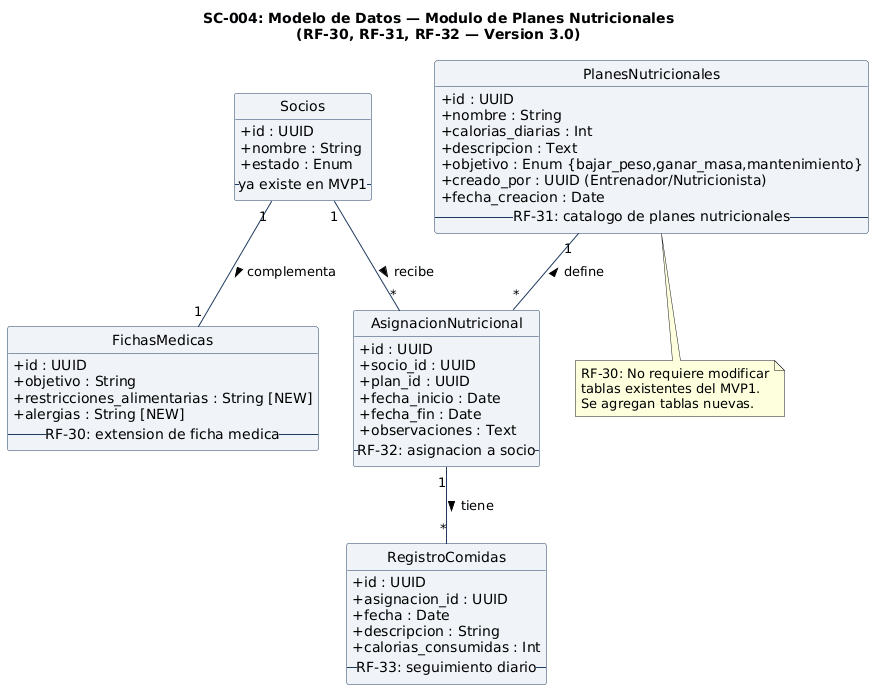 SC-004: Modelo de Datos — Modulo de Planes Nutricionales
(RF-30, RF-31, RF-32 — Version 3.0)
Socios
+id : UUID
+nombre : String
+estado : Enum
ya existe en MVP1
PlanesNutricionales
+id : UUID
+nombre : String
+calorias_diarias : Int
+descripcion : Text
+objetivo : Enum {bajar_peso,ganar_masa,mantenimiento}
+creado_por : UUID (Entrenador/Nutricionista)
+fecha_creacion : Date
RF-31: catalogo de planes nutricionales
1
1
1
complementa
recibe
define
1
*
*
FichasMedicas
+id : UUID
+objetivo : String
+restricciones_alimentarias : String [NEW]
+alergias : String [NEW]
RF-30: extension de ficha medica
AsignacionNutricional
+id : UUID
+socio_id : UUID
+plan_id : UUID
+fecha_inicio : Date
+fecha_fin : Date
+observaciones : Text
RF-32: asignacion a socio
RF-30: No requiere modificar
tablas existentes del MVP1.
Se agregan tablas nuevas.
1
tiene
*
RegistroComidas
+id : UUID
+asignacion_id : UUID
+fecha : Date
+descripcion : String
+calorias_consumidas : Int
RF-33: seguimiento diario